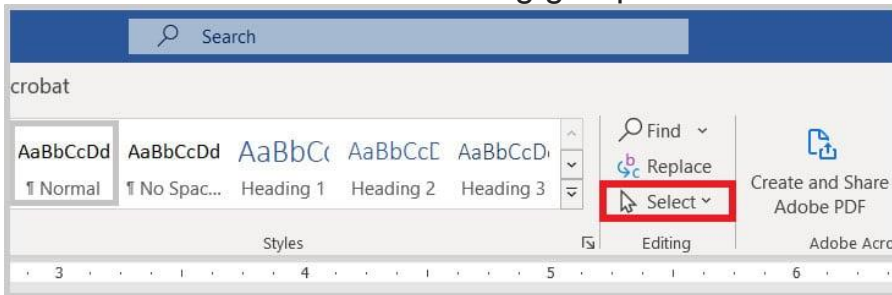 Search
crobat
AaBbCcDd AaBbCcDd AaBbC( AaBbCcD AaBbCcD
¶ Normal ¶ No Spac... Heading 1 Heading 2 Heading 3
Find
Replace
Select
Create and Share
Adobe PDF
Styles Editing Adobe Acro
3 4 5 6